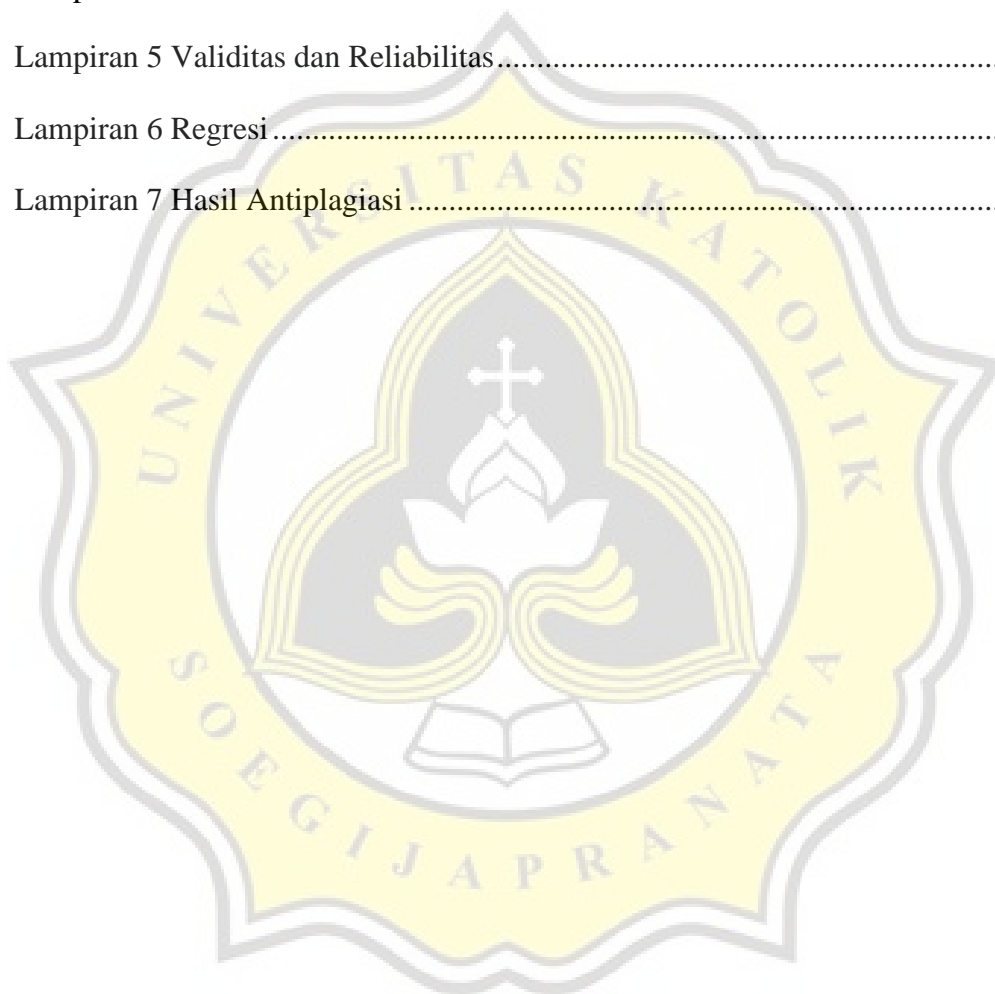 Lampiran 5 Validitas dan Reliabilitas..........................................................................
Lampiran 6 Regresi.......................................................................................................
Lampiran 7 Hasil Antiplagiasi......................................................................................
UNIVERSITAS KATOLIK
SOEGIJAPRANATA